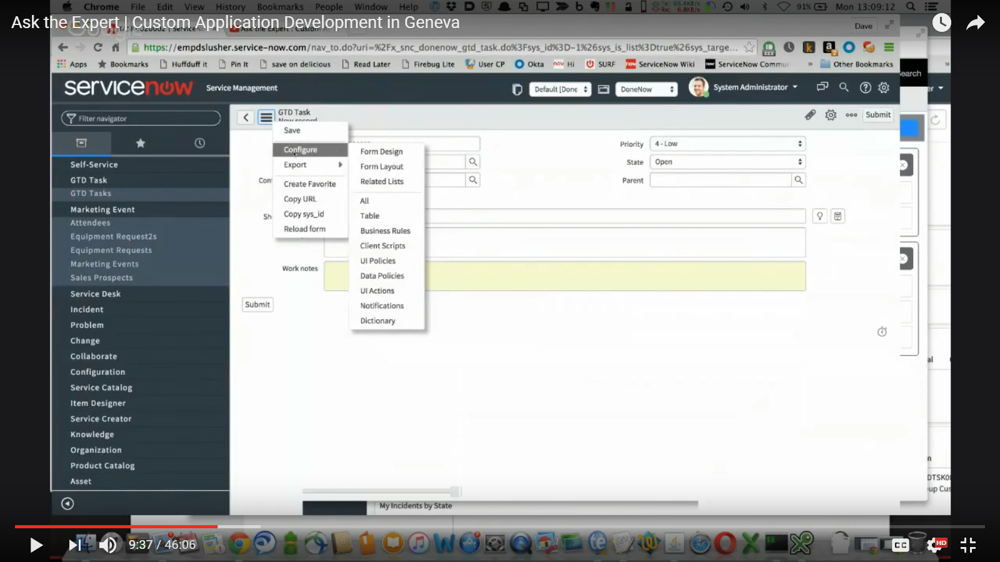 Chrome File Edit View History Bookmarks People Window Help 91% Mon 13:09:12
Ask the Expert | Custom Application Development in Geneva
Dave
https://empdslusher.service-now.com/nav_to.do?uri=%2Fx_snc_donenow_gtd_task.do%3Fsys_id%3D-1%26sys_is_list%3Dtrue%26sys_targe...
Apps Bookmarks Huffduff it Pin It save on delicious Read Later Firebug Lite User CP Okta Hi SURF ServiceNow Wiki ServiceNow Commu » Other Bookmarks
servicenow Service Management Default [Done DoneNow System Administrator
Filter navigator
GTD Task
New record
Submit
Save
Configure
Export
Create Favorite
Copy URL
Copy sys_id
Reload form
Form Design
Form Layout
Related Lists
All
Table
Business Rules
Client Scripts
UI Policies
Data Policies
UI Actions
Notifications
Dictionary
Priority 4 - Low
State Open
Parent
Work notes
Submit
Self-Service
GTD Task
GTD Tasks
Marketing Event
Attendees
Equipment Request2s
Equipment Requests
Marketing Events
Sales Prospects
Service Desk
Incident
Problem
Change
Collaborate
Configuration
Service Catalog
Item Designer
Service Creator
Knowledge
Organization
Product Catalog
Asset
My Incidents by State
9:37 / 46:06
CC HD